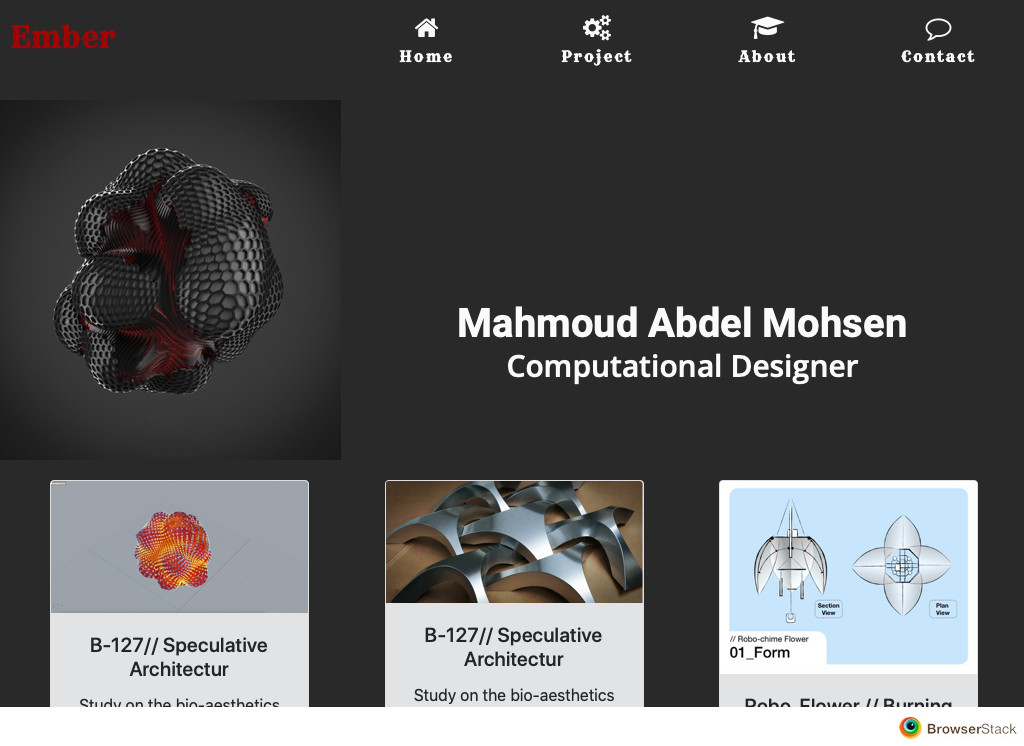 Ember
Home
Project
About
Contact
Mahmoud Abdel Mohsen
Computational Designer
B-127// Speculative
Architectur
Study on the bio-aesthetics
B-127// Speculative
Architectur
Study on the bio-aesthetics
Section
View
Plan
View
// Robo-chime Flower
01_Form
Robo-Flower // Burning
BrowserStack